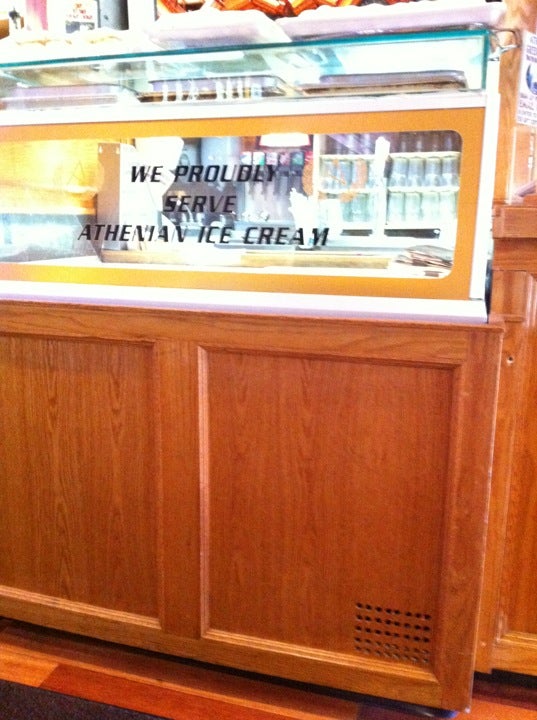 WE PROUDLY
SERVE
ATHENIAN ICE CREAM